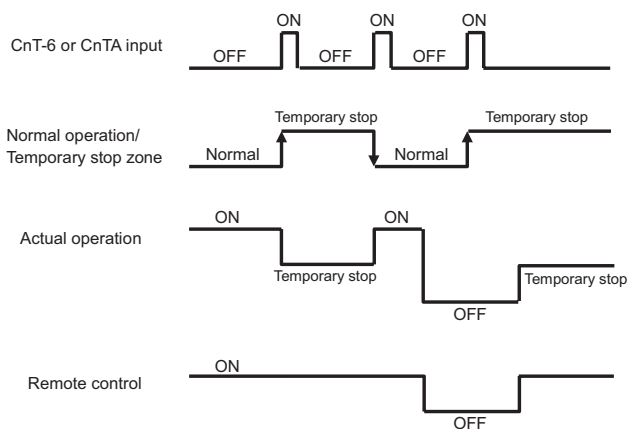 ON ON ON
CnT-6 or CnTA input
OFF OFF OFF
Temporary stop Temporary stop
Normal operation/
Temporary stop zone
Normal Normal
ON ON
Actual operation
Temporary stop Temporary stop
OFF
ON
Remote control
OFF